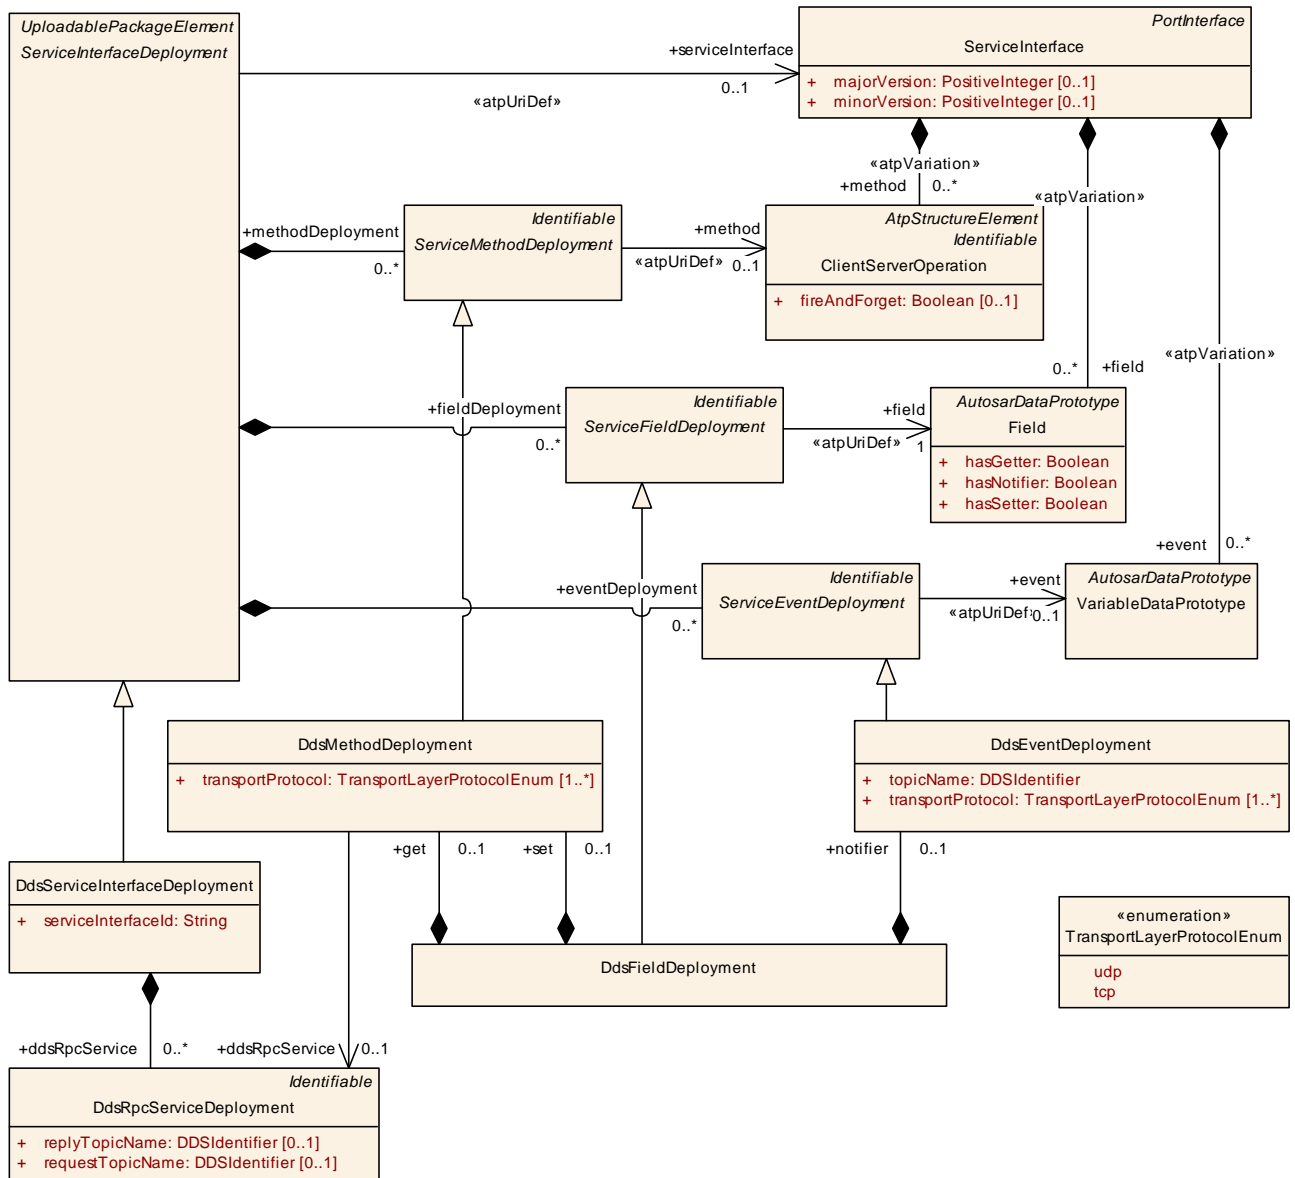 UploadablePackageElement
ServiceInterfaceDeployment
+serviceInterface
0..1
«atpUriDef»
PortInterface
ServiceInterface
+ majorVersion: PositiveInteger [0..1]
+ minorVersion: PositiveInteger [0..1]
«atpVariation»
+method 0..*
«atpVariation»
+methodDeployment
0..*
Identifiable
ServiceMethodDeployment
+method
«atpUriDef» 0..1
AtpStructureElement
Identifiable
ClientServerOperation
+ fireAndForget: Boolean [0..1]
«atpVariation»
0..* +field
+fieldDeployment
0..*
Identifiable
ServiceFieldDeployment
+field
«atpUriDef» 1
AutosarDataPrototype
Field
+ hasGetter: Boolean
+ hasNotifier: Boolean
+ hasSetter: Boolean
+event 0..*
+eventDeployment
0..*
Identifiable
ServiceEventDeployment
+event
«atpUriDef» 0..1
AutosarDataPrototype
VariableDataPrototype
DdsMethodDeployment
+ transportProtocol: TransportLayerProtocolEnum [1..*]
DdsEventDeployment
+ topicName: DDSIdentifier
+ transportProtocol: TransportLayerProtocolEnum [1..*]
+get 0..1
+set 0..1
+notifier 0..1
DdsServiceInterfaceDeployment
+ serviceInterfaceId: String
DdsFieldDeployment
«enumeration»
TransportLayerProtocolEnum
udp
tcp
+ddsRpcService 0..*
+ddsRpcService 0..1
Identifiable
DdsRpcServiceDeployment
+ replyTopicName: DDSIdentifier [0..1]
+ requestTopicName: DDSIdentifier [0..1]